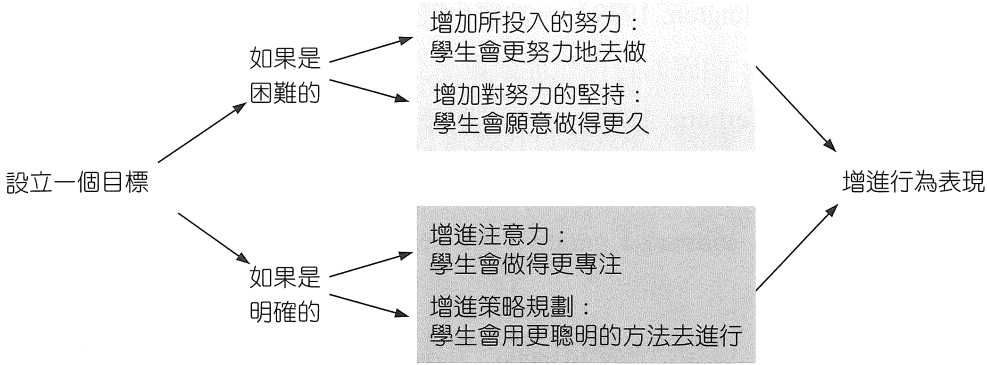 增加所投入的努力：
學生會更努力地去做
如果是
困難的
增加對努力的堅持：
學生會願意做得更久
設立一個目標
增進行為表現
增進注意力：
學生會做得更專注
如果是
明確的
增進策略規劃：
學生會用更聰明的方法去進行